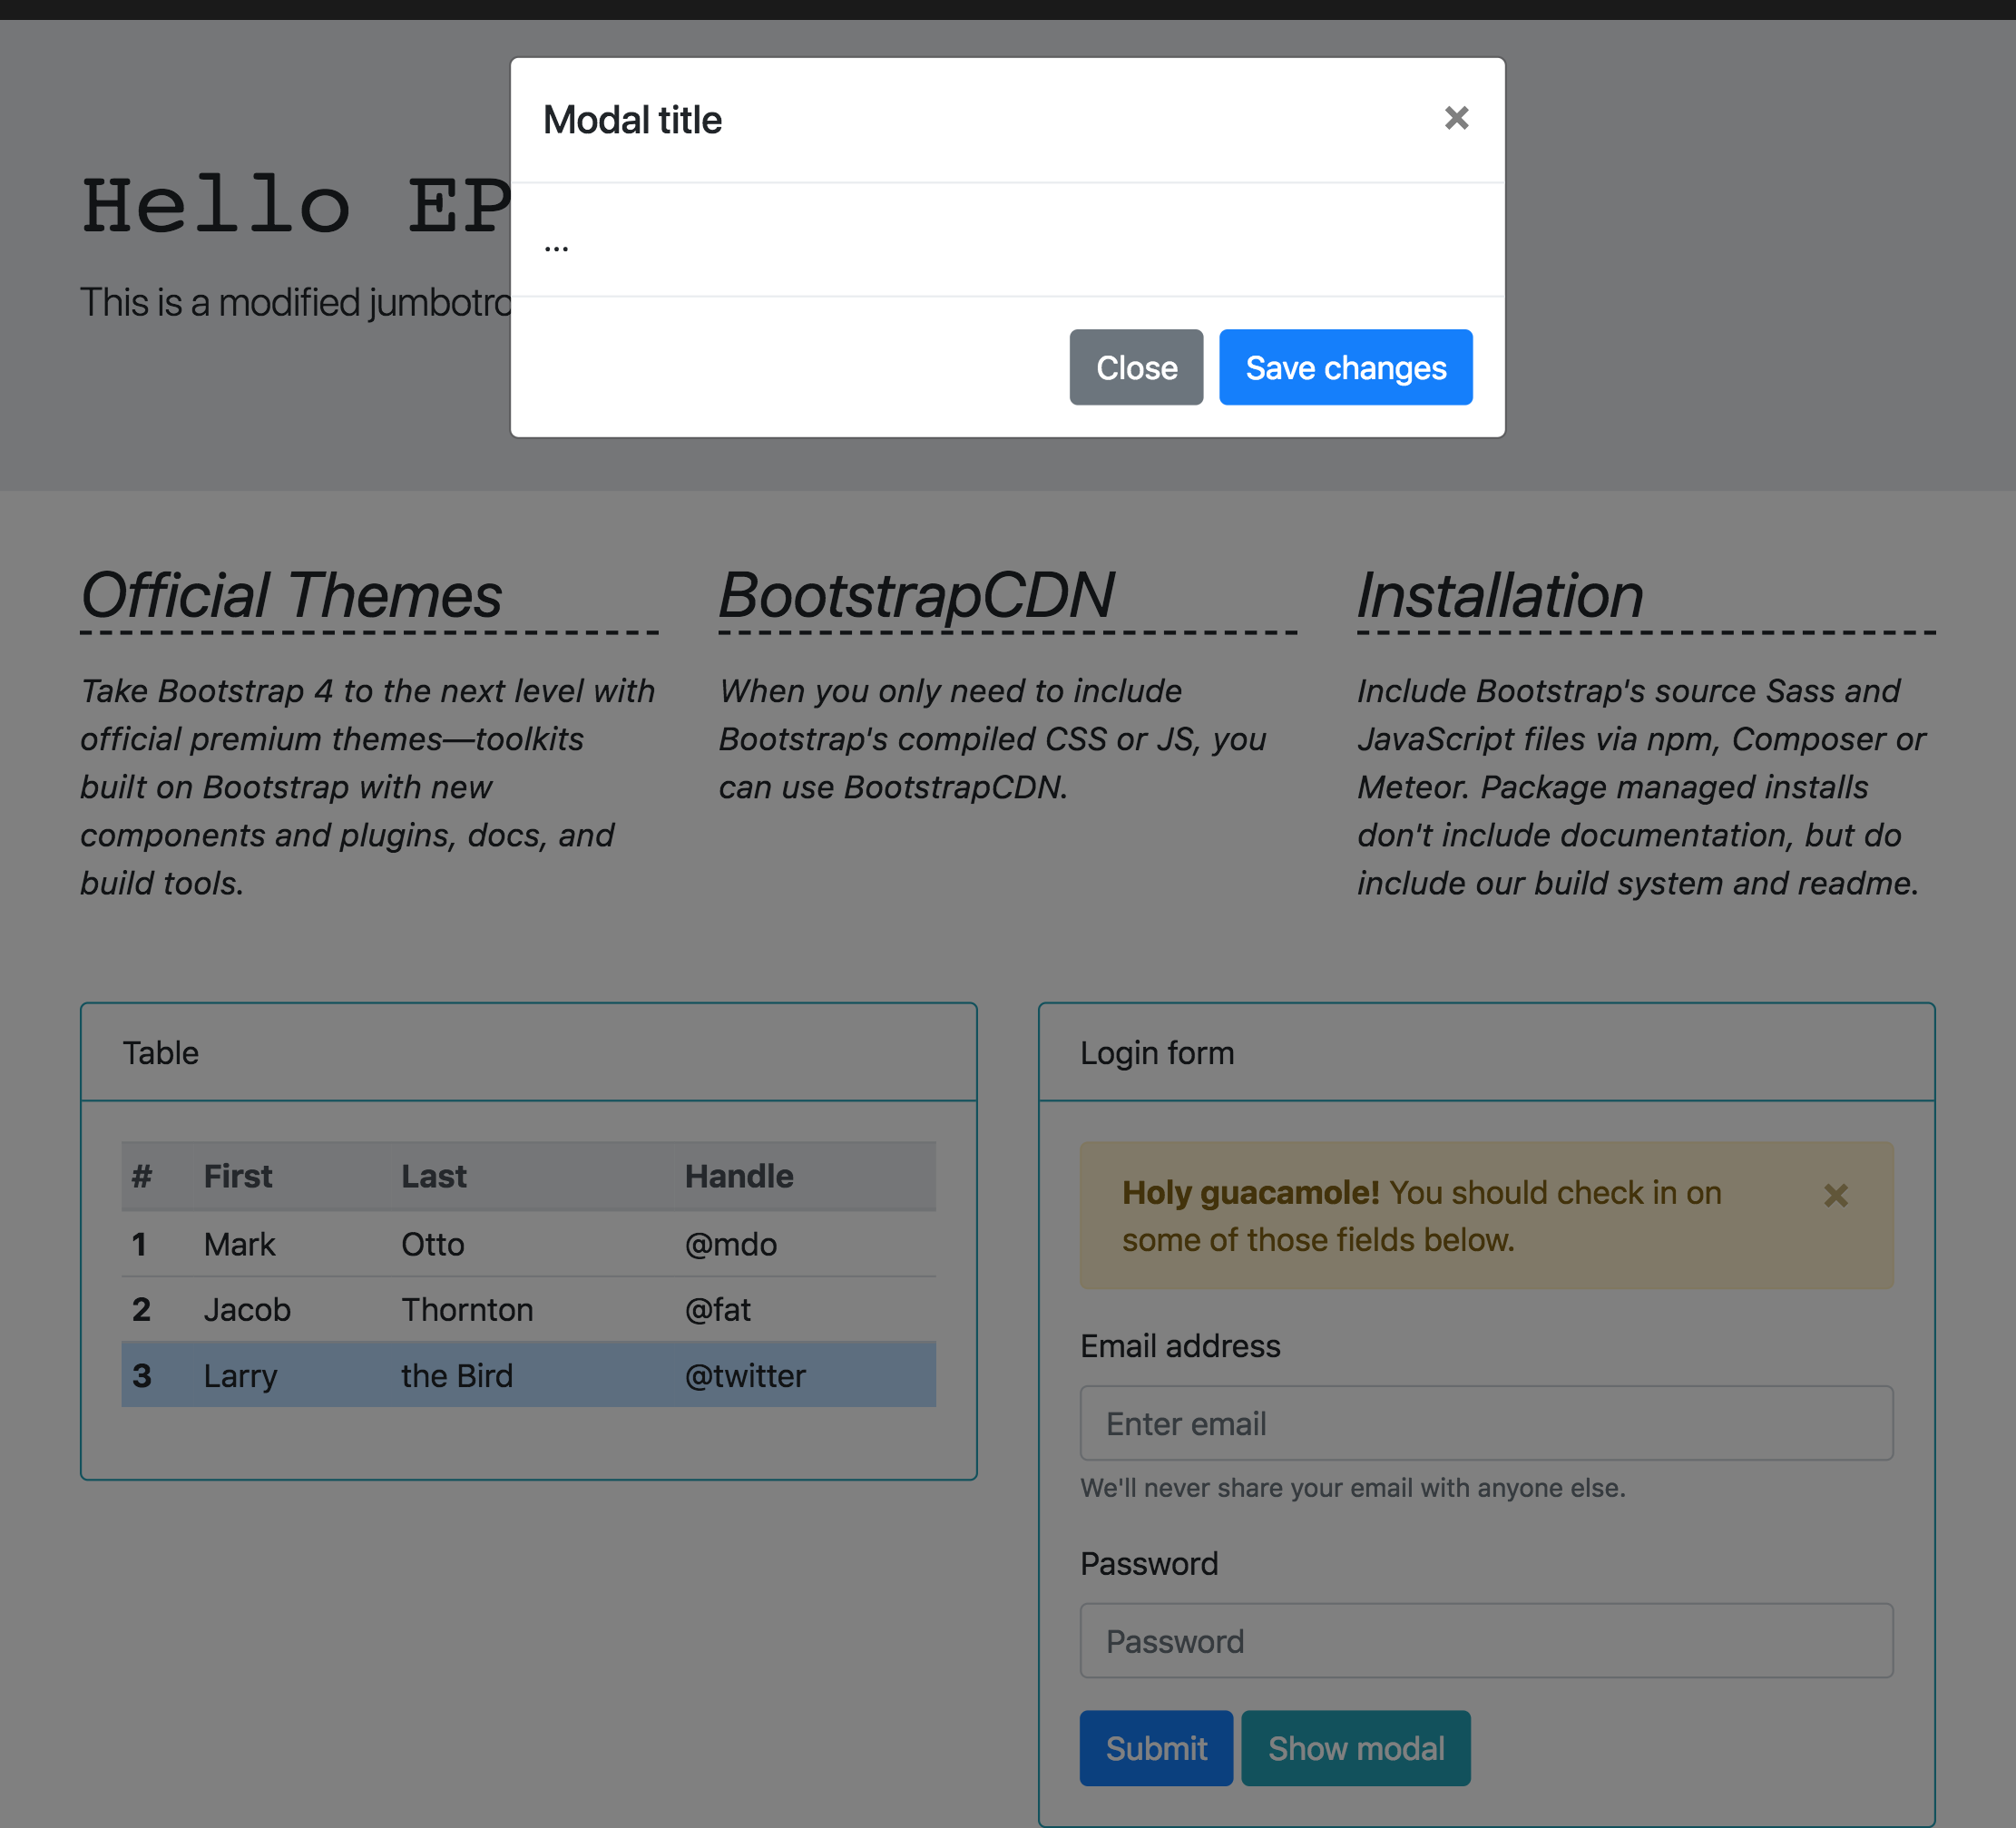 Modal title ×
Hello EP
This is a modified jumbotro
...
Close Save changes
Official Themes
Take Bootstrap 4 to the next level with
official premium themes—toolkits
built on Bootstrap with new
components and plugins, docs, and
build tools.
BootstrapCDN
When you only need to include
Bootstrap's compiled CSS or JS, you
can use BootstrapCDN.
Installation
Include Bootstrap's source Sass and
JavaScript files via npm, Composer or
Meteor. Package managed installs
don't include documentation, but do
include our build system and readme.
Table
# First Last Handle
1 Mark Otto @mdo
2 Jacob Thornton @fat
3 Larry the Bird @twitter
Login form
Holy guacamole! You should check in on ×
some of those fields below.
Email address
Enter email
We'll never share your email with anyone else.
Password
Password
Submit Show modal